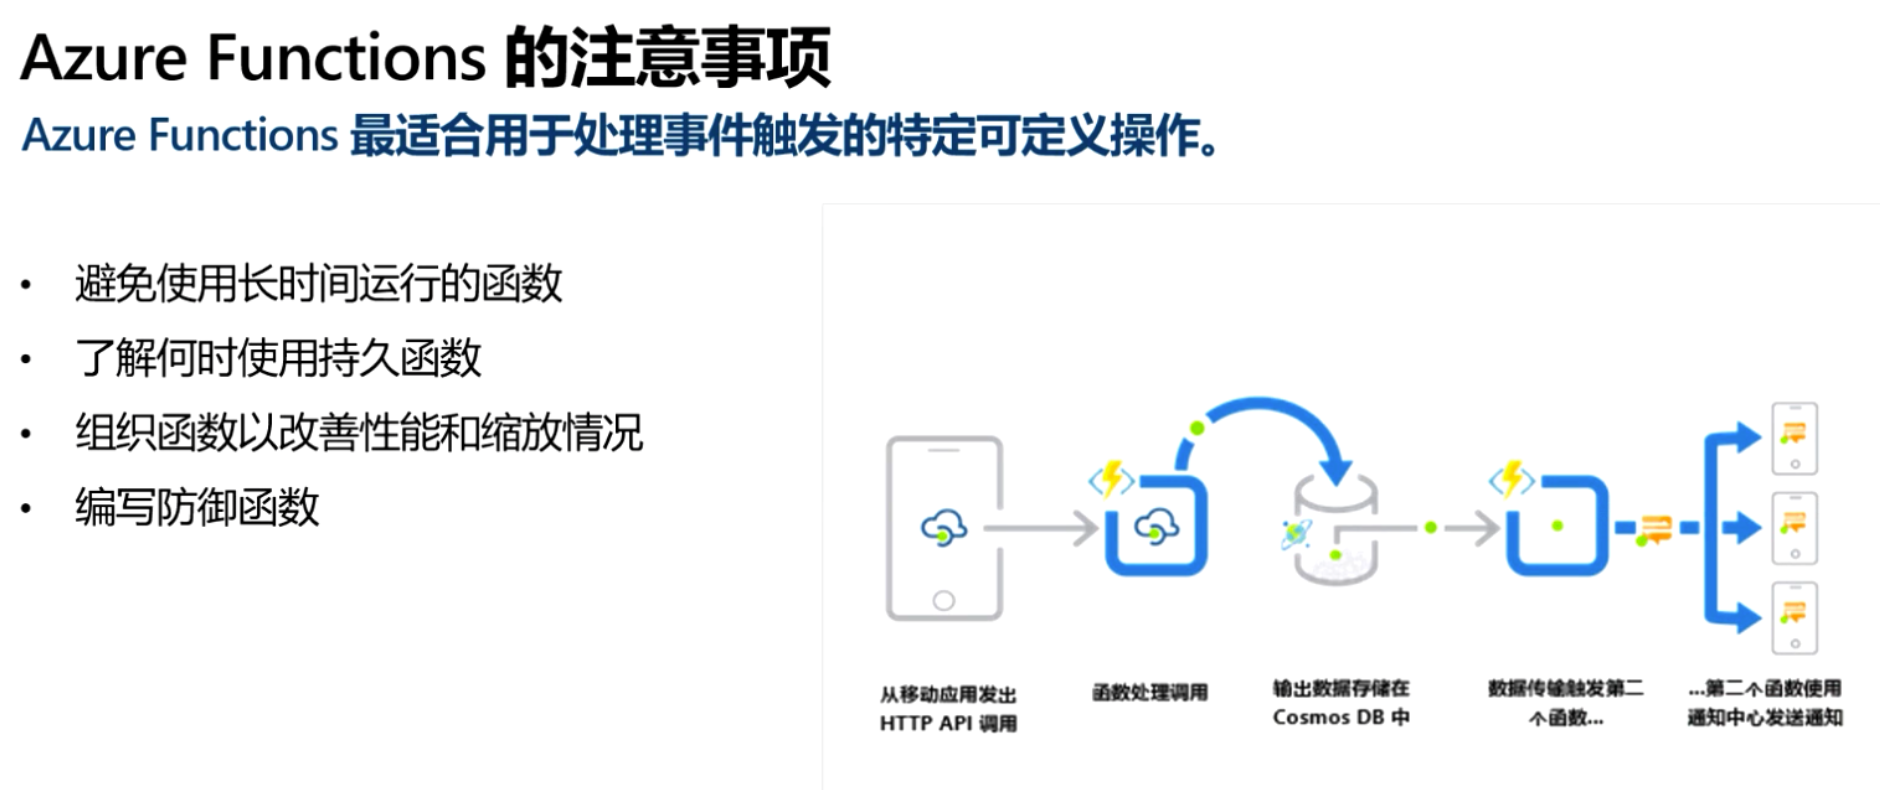 Azure Functions 的注意事项
Azure Functions 最适合用于处理事件触发的特定可定义操作。
• 避免使用长时间运行的函数
• 了解何时使用持久函数
• 组织函数以改善性能和缩放情况
• 编写防御函数
从移动应用发出
HTTP API 调用
函数处理调用
输出数据存储在
Cosmos DB 中
数据传输触发第二
个函数...
...第二个函数使用
通知中心发送通知